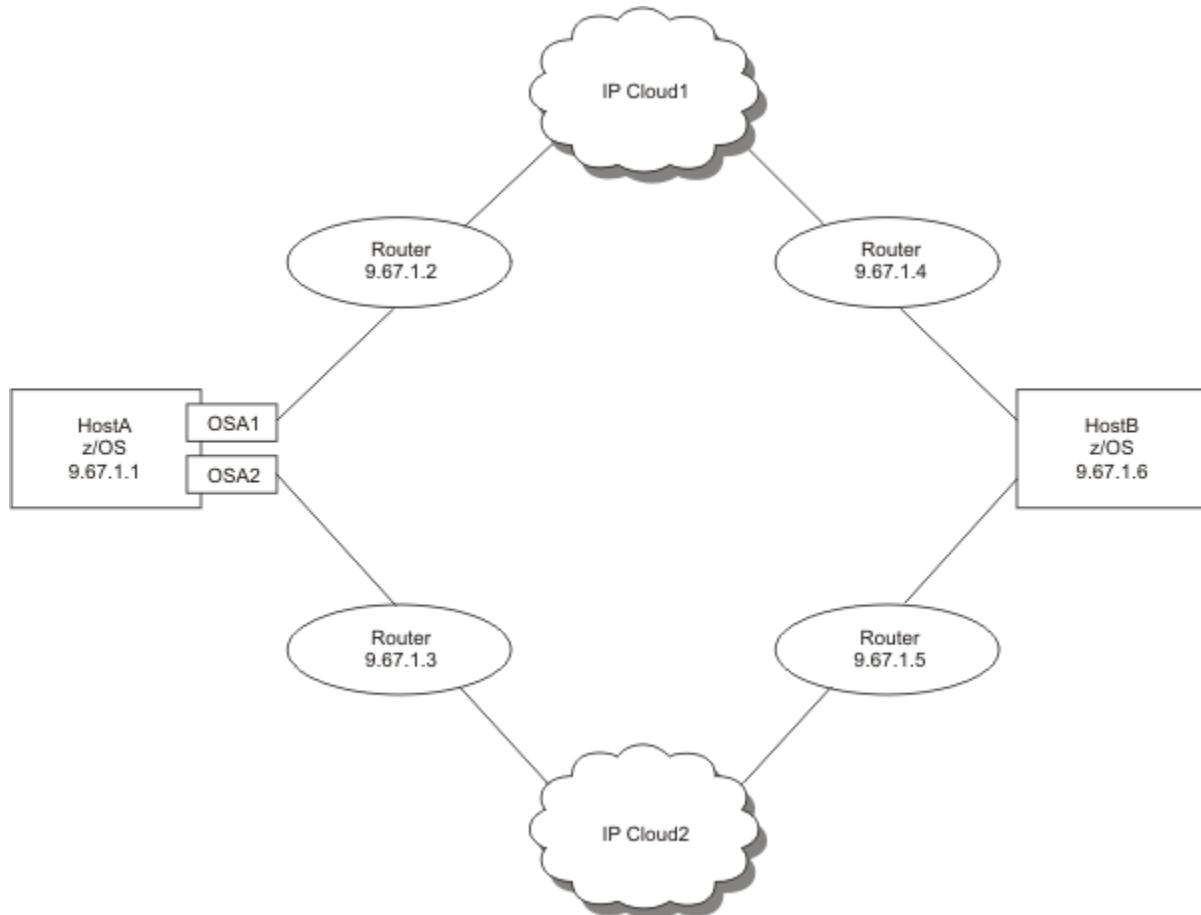 IP Cloud1
Router
9.67.1.2
Router
9.67.1.4
HostA
z/OS
9.67.1.1
OSA1
OSA2
HostB
z/OS
9.67.1.6
Router
9.67.1.3
Router
9.67.1.5
IP Cloud2